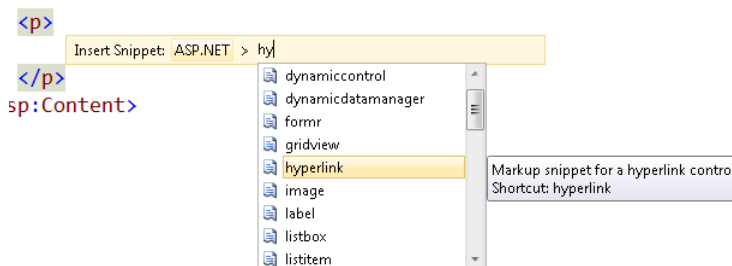 <p>
Insert Snippet: ASP.NET > hy
</p>
sp:Content>
dynamiccontrol
dynamicdatamanager
formr
gridview
hyperlink
image
label
listbox
listitem
Markup snippet for a hyperlink contro
Shortcut: hyperlink